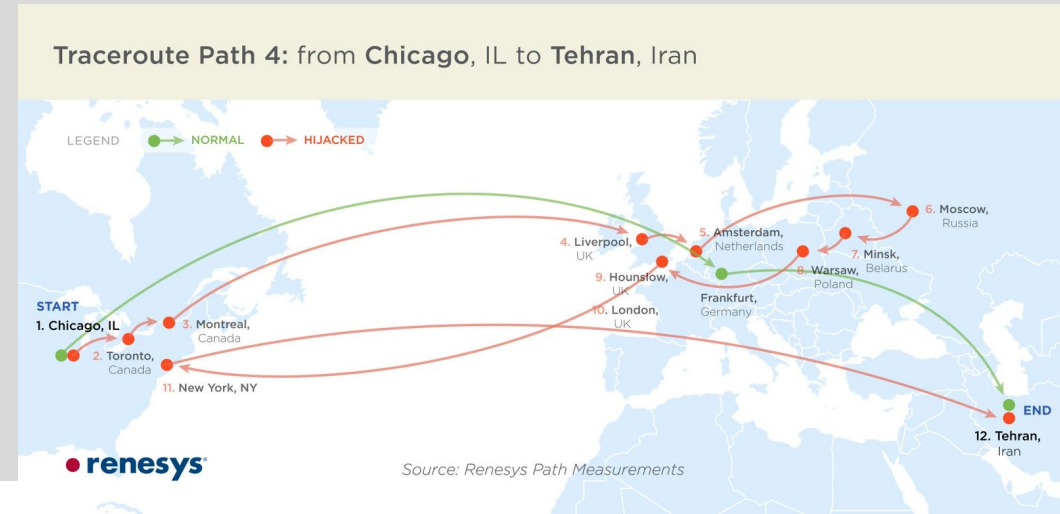 Traceroute Path 4: from Chicago, IL to Tehran, Iran
LEGEND NORMAL HIJACKED
START
1. Chicago, IL
2. Toronto,
Canada
3. Montreal,
Canada
4. Liverpool,
UK
5. Amsterdam,
Netherlands
6. Moscow,
Russia
7. Minsk,
Belarus
8. Warsaw,
Poland
9. Hounslow,
UK
Frankfurt,
Germany
10. London,
UK
11. New York, NY
END
12. Tehran,
Iran
renesys
Source: Renesys Path Measurements